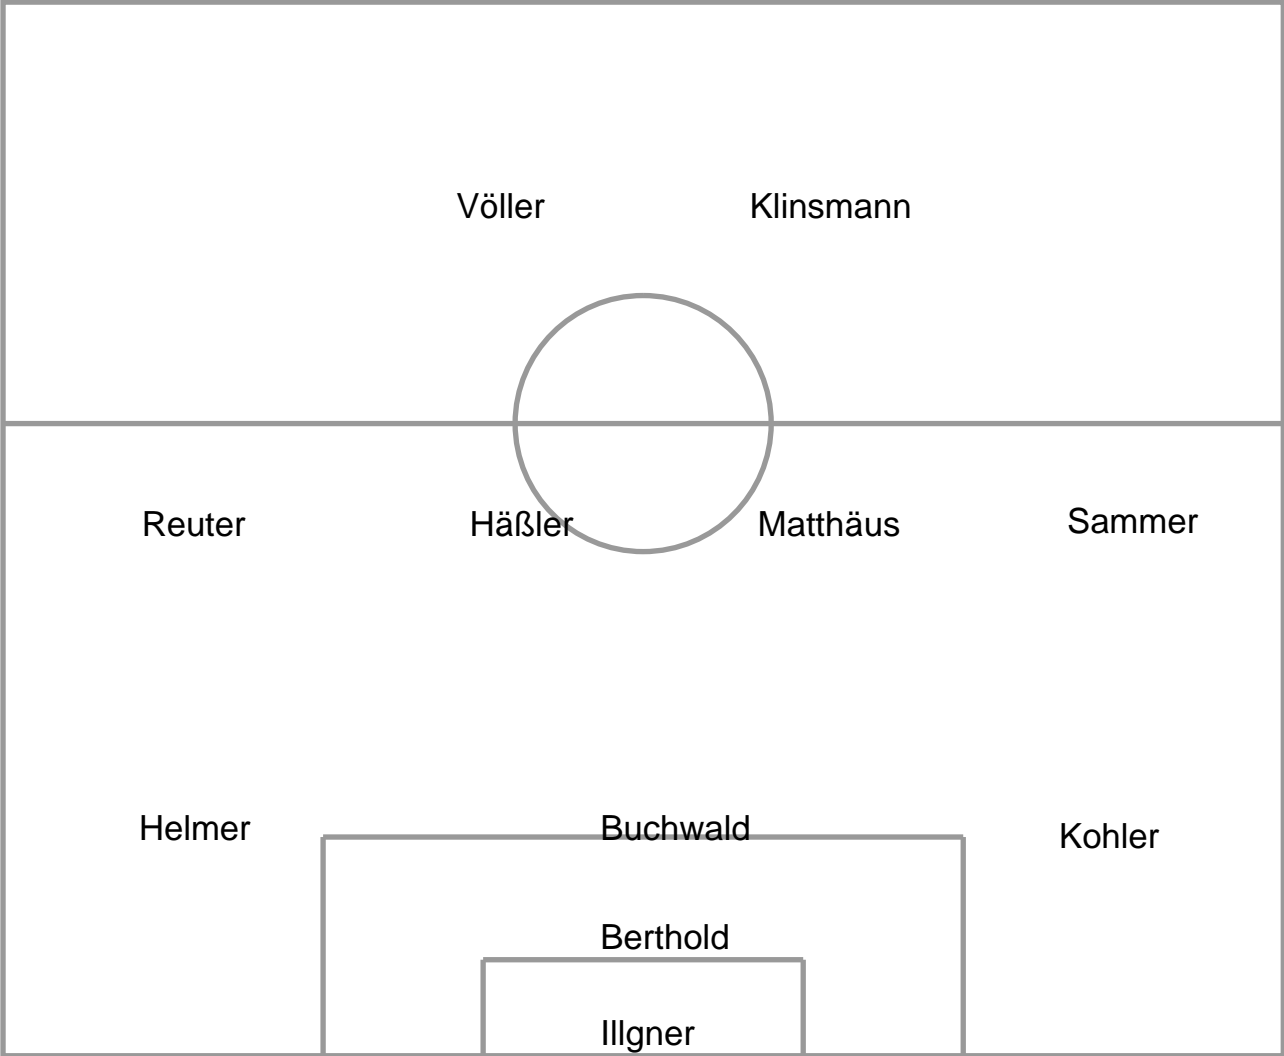 Völler Klinsmann
Reuter Häßler Matthäus Sammer
Helmer Buchwald Kohler
Berthold
Illgner